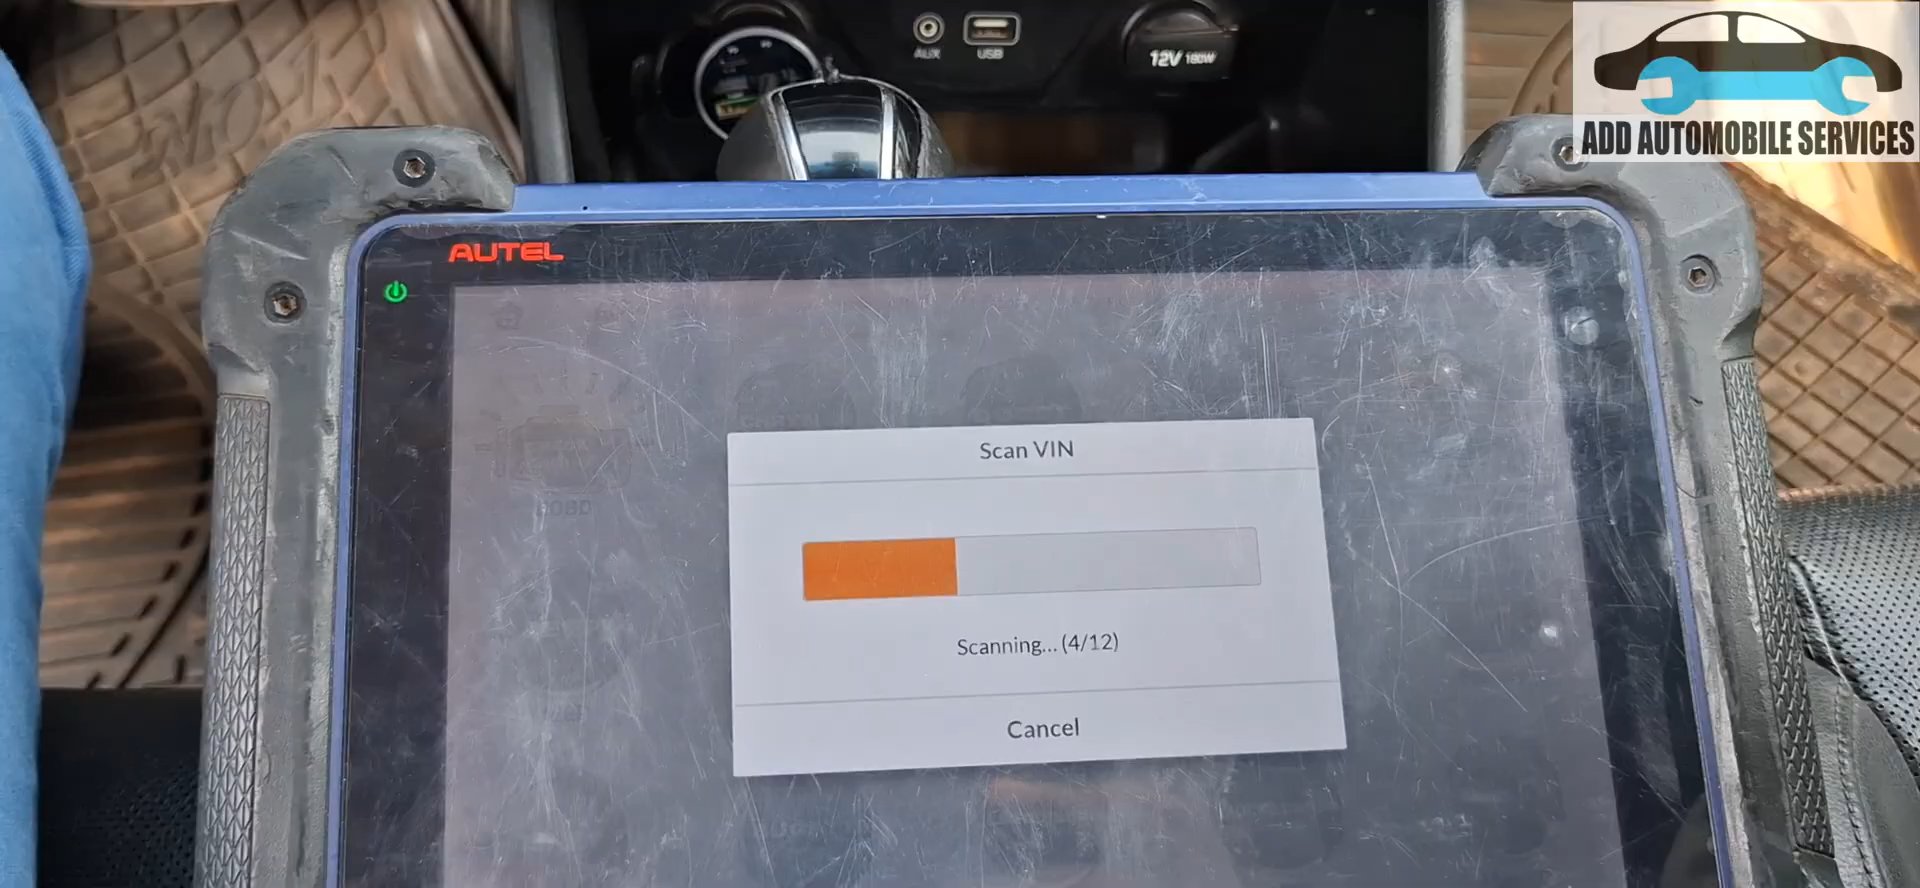 AUX
USB
12V 180W
ADD AUTOMOBILE SERVICES
AUTEL
Scan VIN
Scanning... (4/12)
Cancel